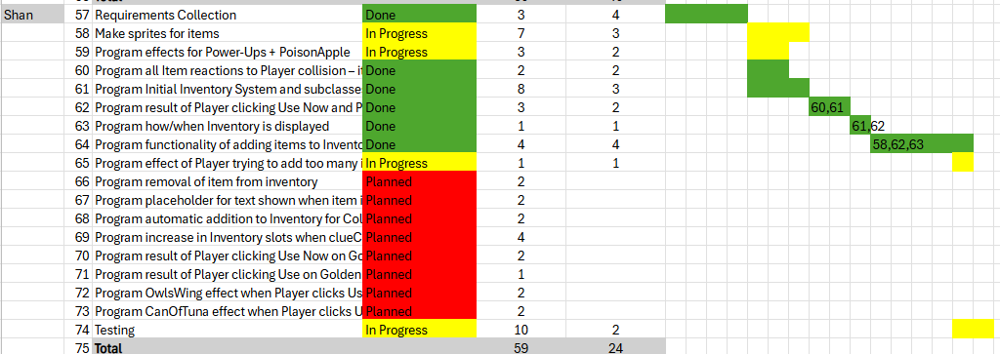 Shan 57 Requirements Collection Done 3 4
58 Make sprites for items In Progress 7 3
59 Program effects for Power-Ups + PoisonApple In Progress 3 2
60 Program all Item reactions to Player collision – Done 2 2
61 Program Initial Inventory System and subclasse Done 8 3
62 Program result of Player clicking Use Now and P Done 3 2 60,61
63 Program how/when Inventory is displayed Done 1 1 61,62
64 Program functionality of adding items to Invento Done 4 4 58,62,63
65 Program effect of Player trying to add too many i In Progress 1 1
66 Program removal of item from inventory Planned 2
67 Program placeholder for text shown when item i Planned 2
68 Program automatic addition to Inventory for Col Planned 2
69 Program increase in Inventory slots when clueC Planned 4
70 Program result of Player clicking Use Now on Go Planned 2
71 Program result of Player clicking Use on Golden Planned 1
72 Program OwlsWing effect when Player clicks Us Planned 2
73 Program CanOfTuna effect when Player clicks U Planned 2
74 Testing In Progress 10 2
75 Total 59 24